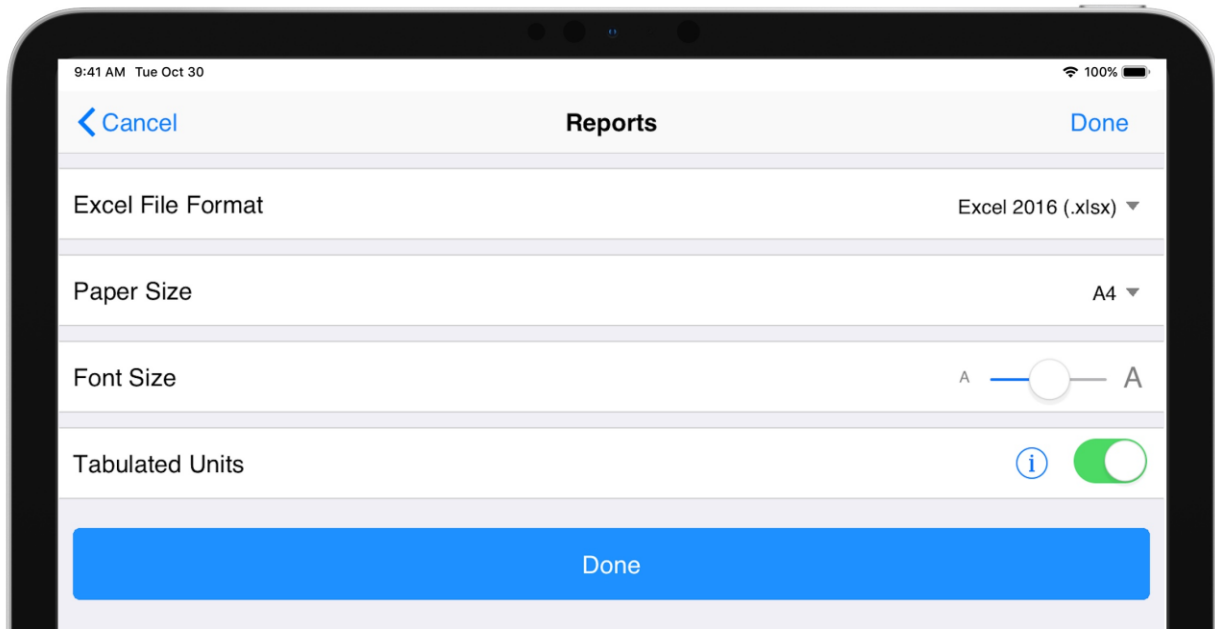 9:41 AM Tue Oct 30 100%
Cancel Reports Done
Excel File Format Excel 2016 (.xlsx)
Paper Size A4
Font Size A A
Tabulated Units i
Done